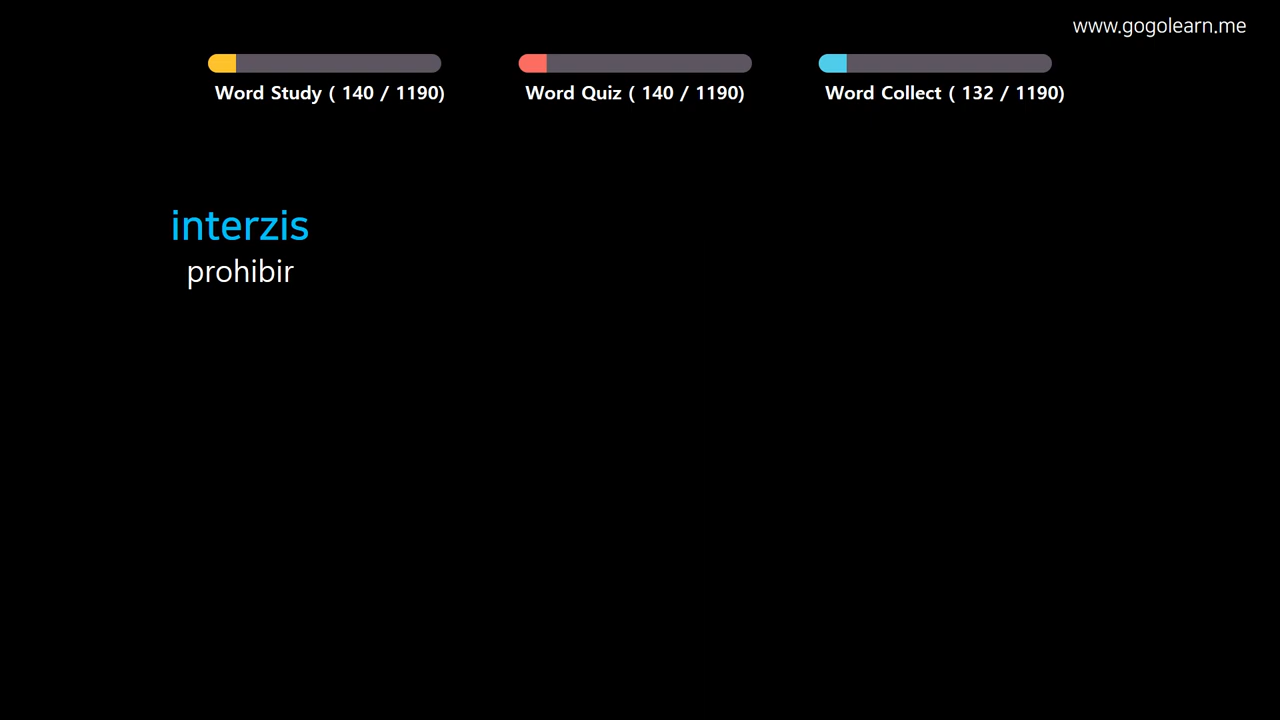 www.gogolearn.me
Word Study ( 140 / 1190)
Word Quiz ( 140 / 1190)
Word Collect ( 132 / 1190)
interzis
prohibir